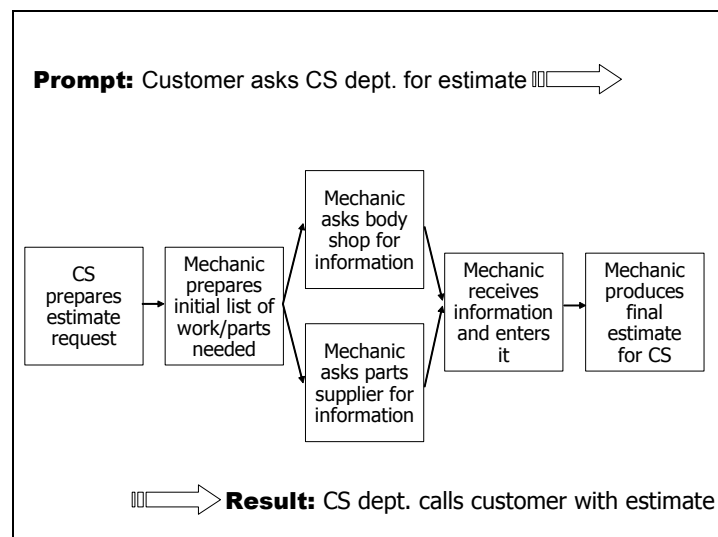 Prompt: Customer asks CS dept. for estimate
CS
prepares
estimate
request
Mechanic
prepares
initial list of
work/parts
needed
Mechanic
asks body
shop for
information
Mechanic
asks parts
supplier for
information
Mechanic
receives
information
and enters
it
Mechanic
produces
final
estimate
for CS
Result: CS dept. calls customer with estimate